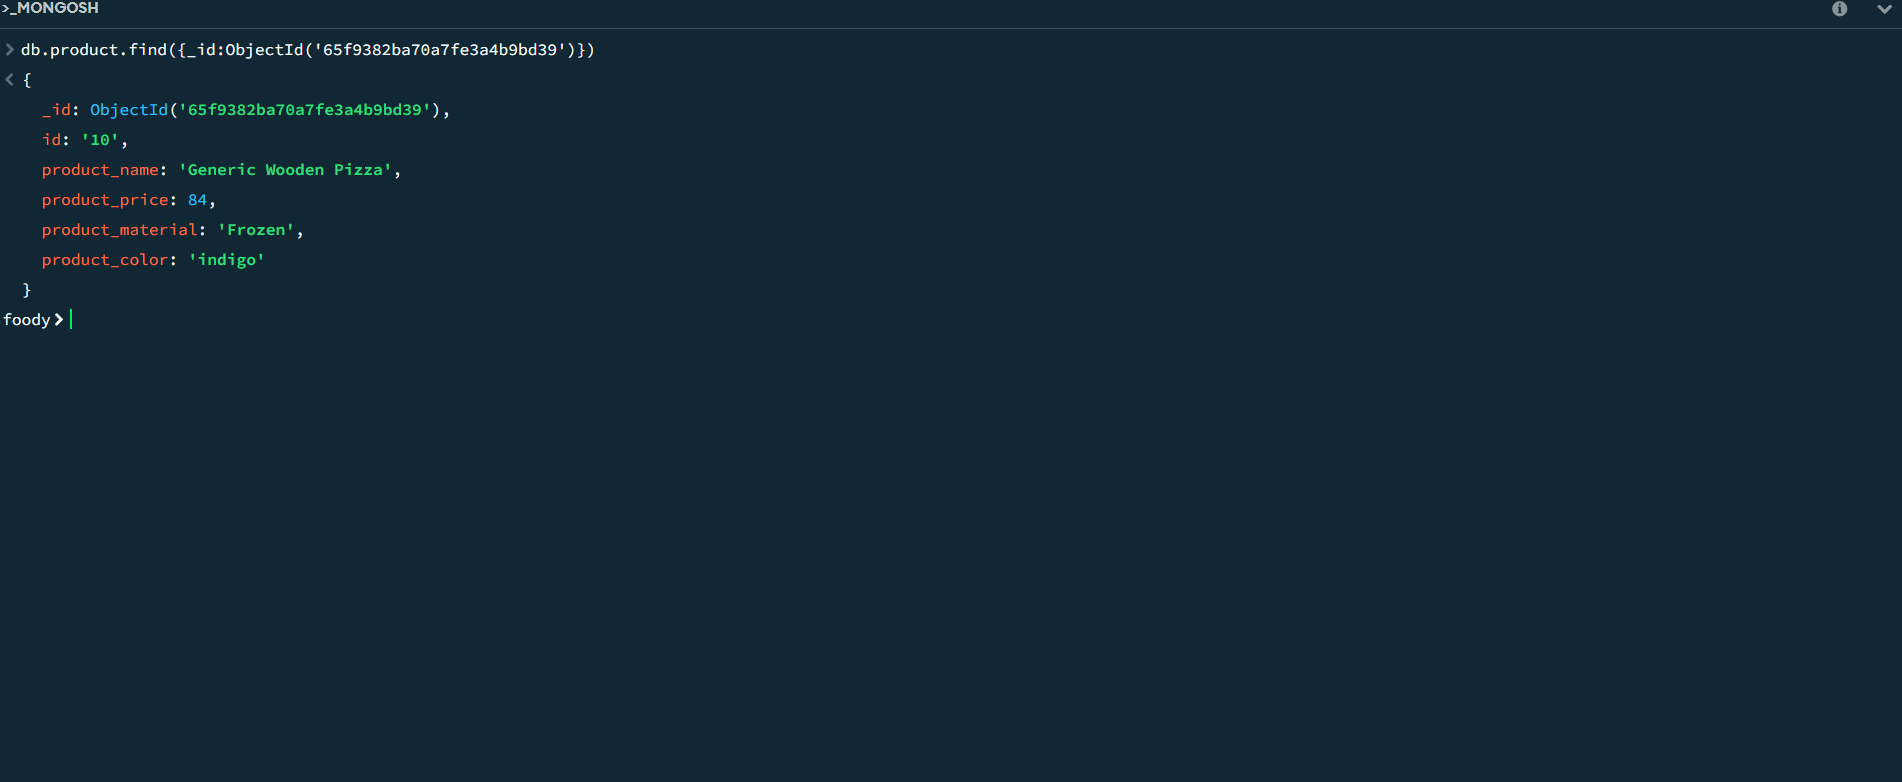 >_MONGOSH
> db.product.find({_id:ObjectId('65f9382ba70a7fe3a4b9bd39')})
< {
_id: ObjectId('65f9382ba70a7fe3a4b9bd39'),
id: '10',
product_name: 'Generic Wooden Pizza',
product_price: 84,
product_material: 'Frozen',
product_color: 'indigo'
}
foody>